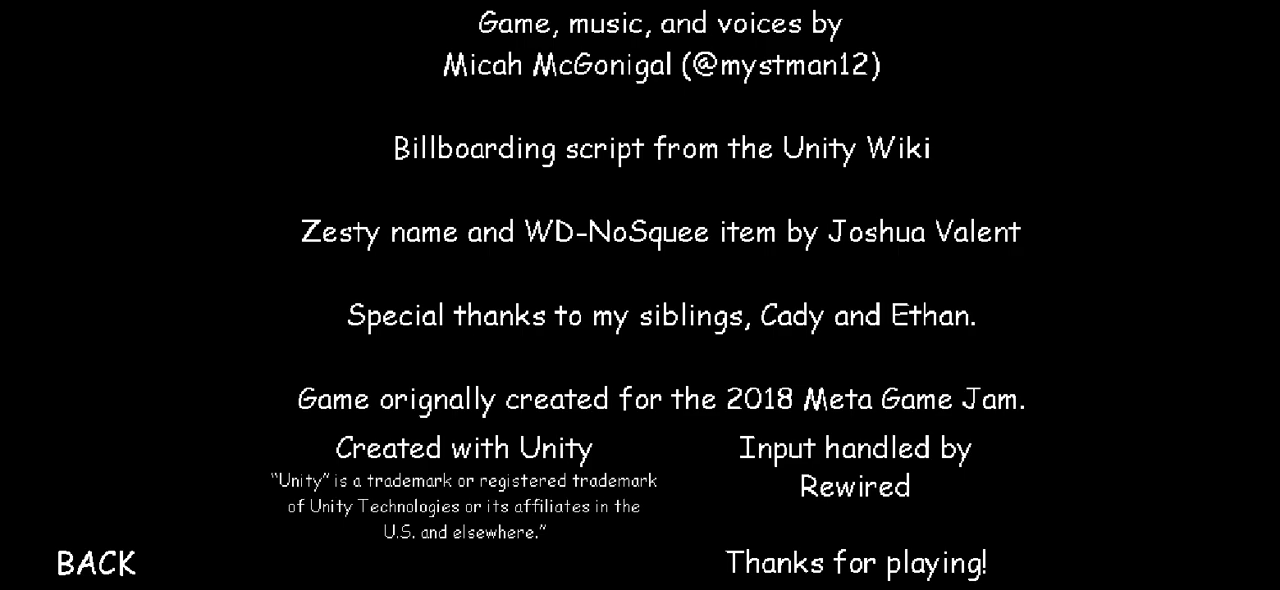 Game, music, and voices by
Micah McGonigal (@mystman12)
Billboarding script from the Unity Wiki
Zesty name and WD-NoSquee item by Joshua Valent
Special thanks to my siblings, Cady and Ethan.
Game orignally created for the 2018 Meta Game Jam.
Created with Unity
"Unity" is a trademark or registered trademark
of Unity Technologies or its affiliates in the
U.S. and elsewhere."
Input handled by
Rewired
BACK
Thanks for playing!